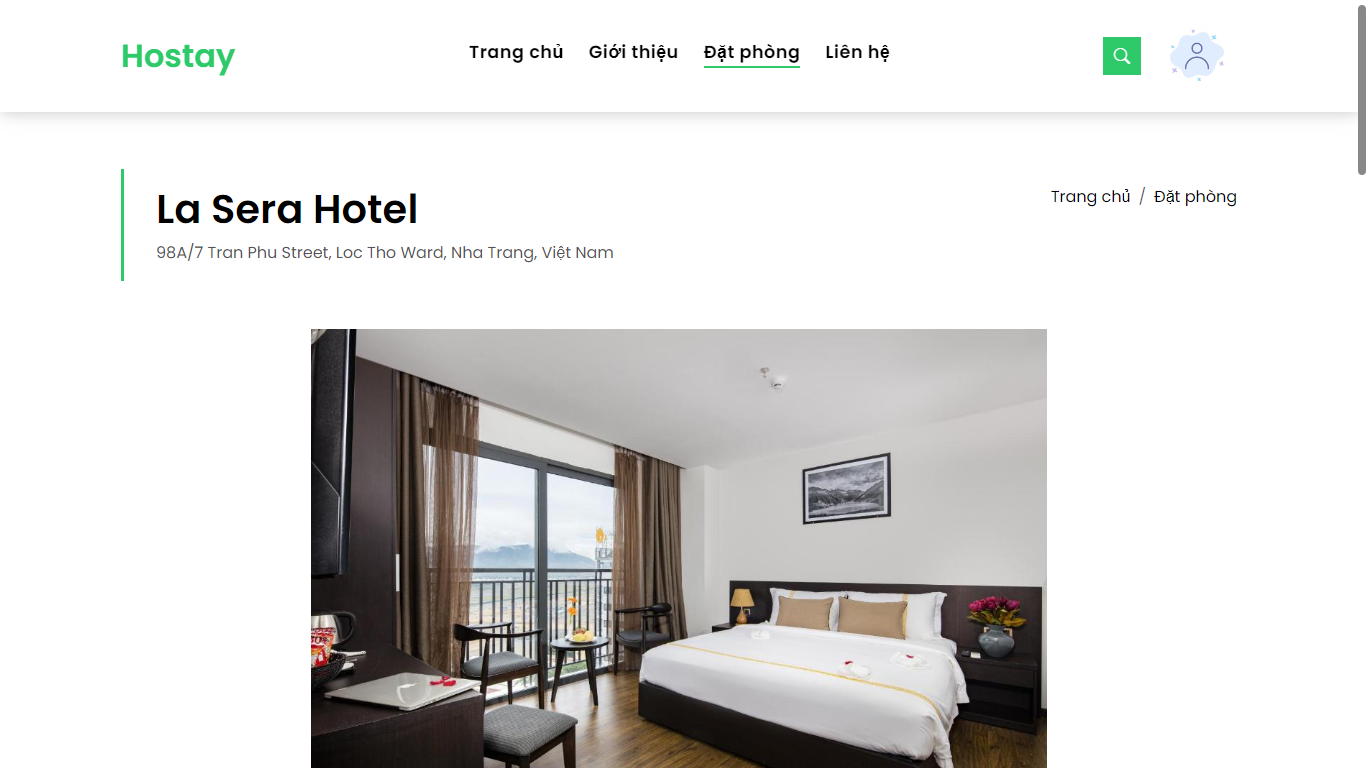 Hostay
Trang chủ Giới thiệu Đặt phòng Liên hệ
La Sera Hotel
Trang chủ / Đặt phòng
98A/7 Tran Phu Street, Loc Tho Ward, Nha Trang, Việt Nam